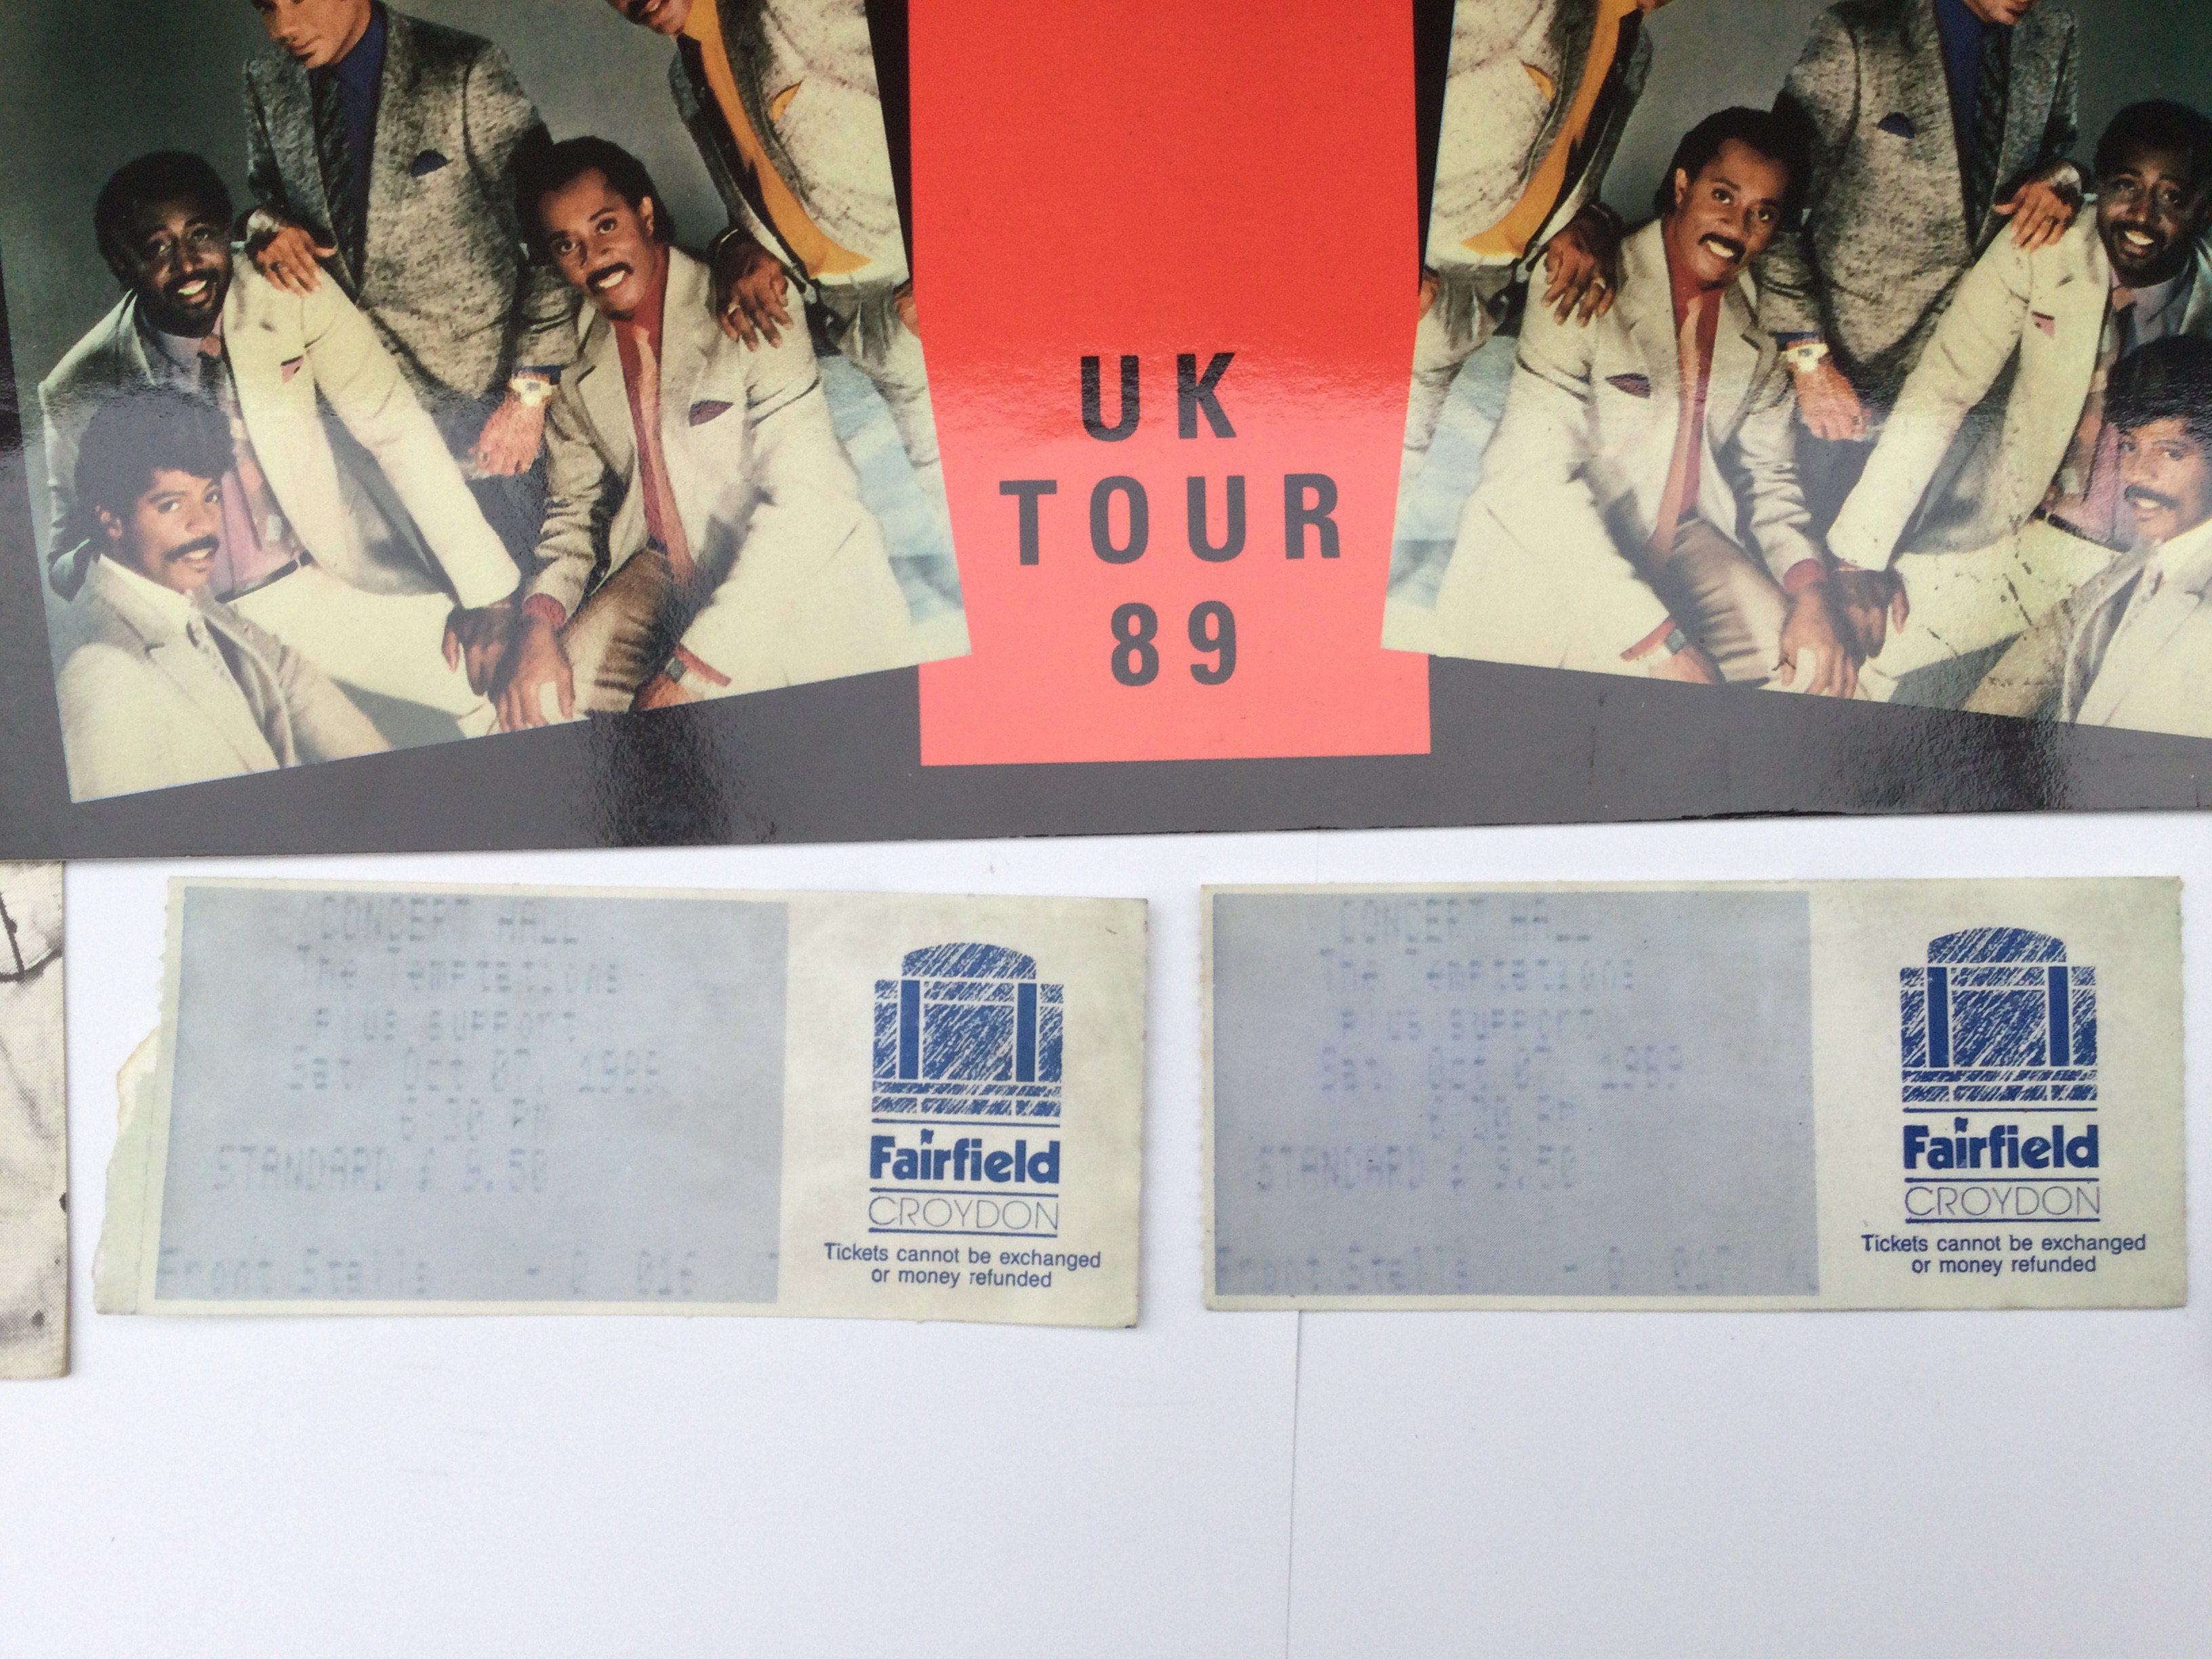 UK
TOUR
89
CONCERT HALL
The Temptations
Plus support
Sat Oct 07, 1989
6.30 PM
STANDARD £ 9.50
Front Stalls - 016
Fairfield
CROYDON
Tickets cannot be exchanged
or money refunded
CONCERT HALL
The Temptations
Plus support
Sat Oct 07 1989
STANDARD £ 9.50
Front Stalls
Fairfield
CROYDON
Tickets cannot be exchanged
or money refunded